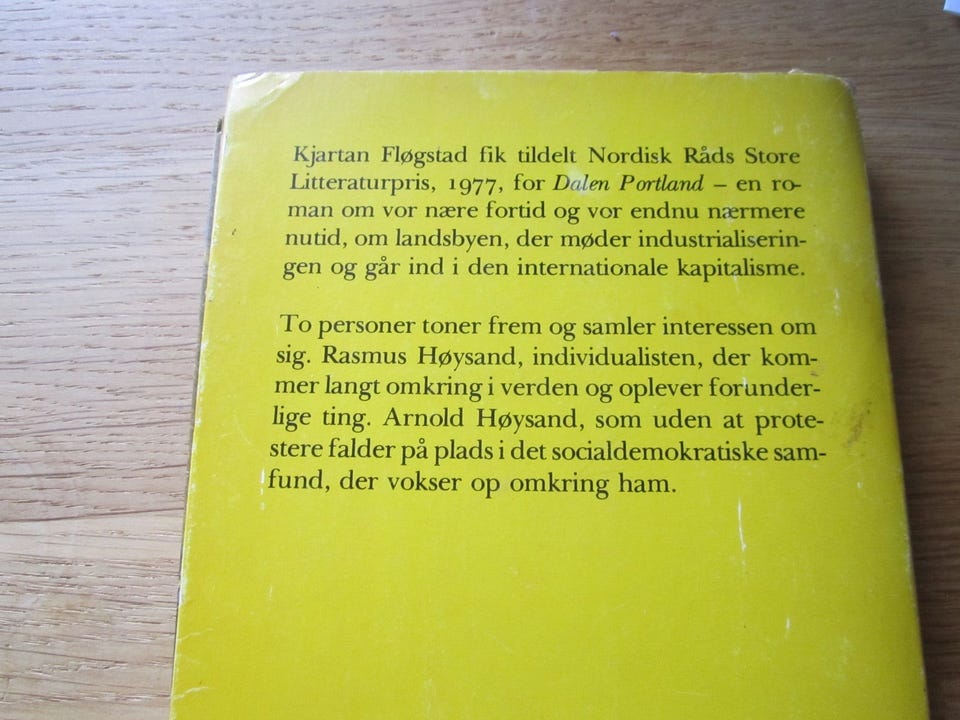 Kjartan Fløgstad fik tildelt Nordisk Råds Store
Litteraturpris, 1977, for Dalen Portland – en ro-
man om vor nære fortid og vor endnu nærmere
nutid, om landsbyen, der møder industrialiserin-
gen og går ind i den internationale kapitalisme.
To personer toner frem og samler interessen om
sig. Rasmus Høysand, individualisten, der kom-
mer langt omkring i verden og oplever forunder-
lige ting. Arnold Høysand, som uden at prote-
stere falder på plads i det socialdemokratiske sam-
fund, der vokser op omkring ham.